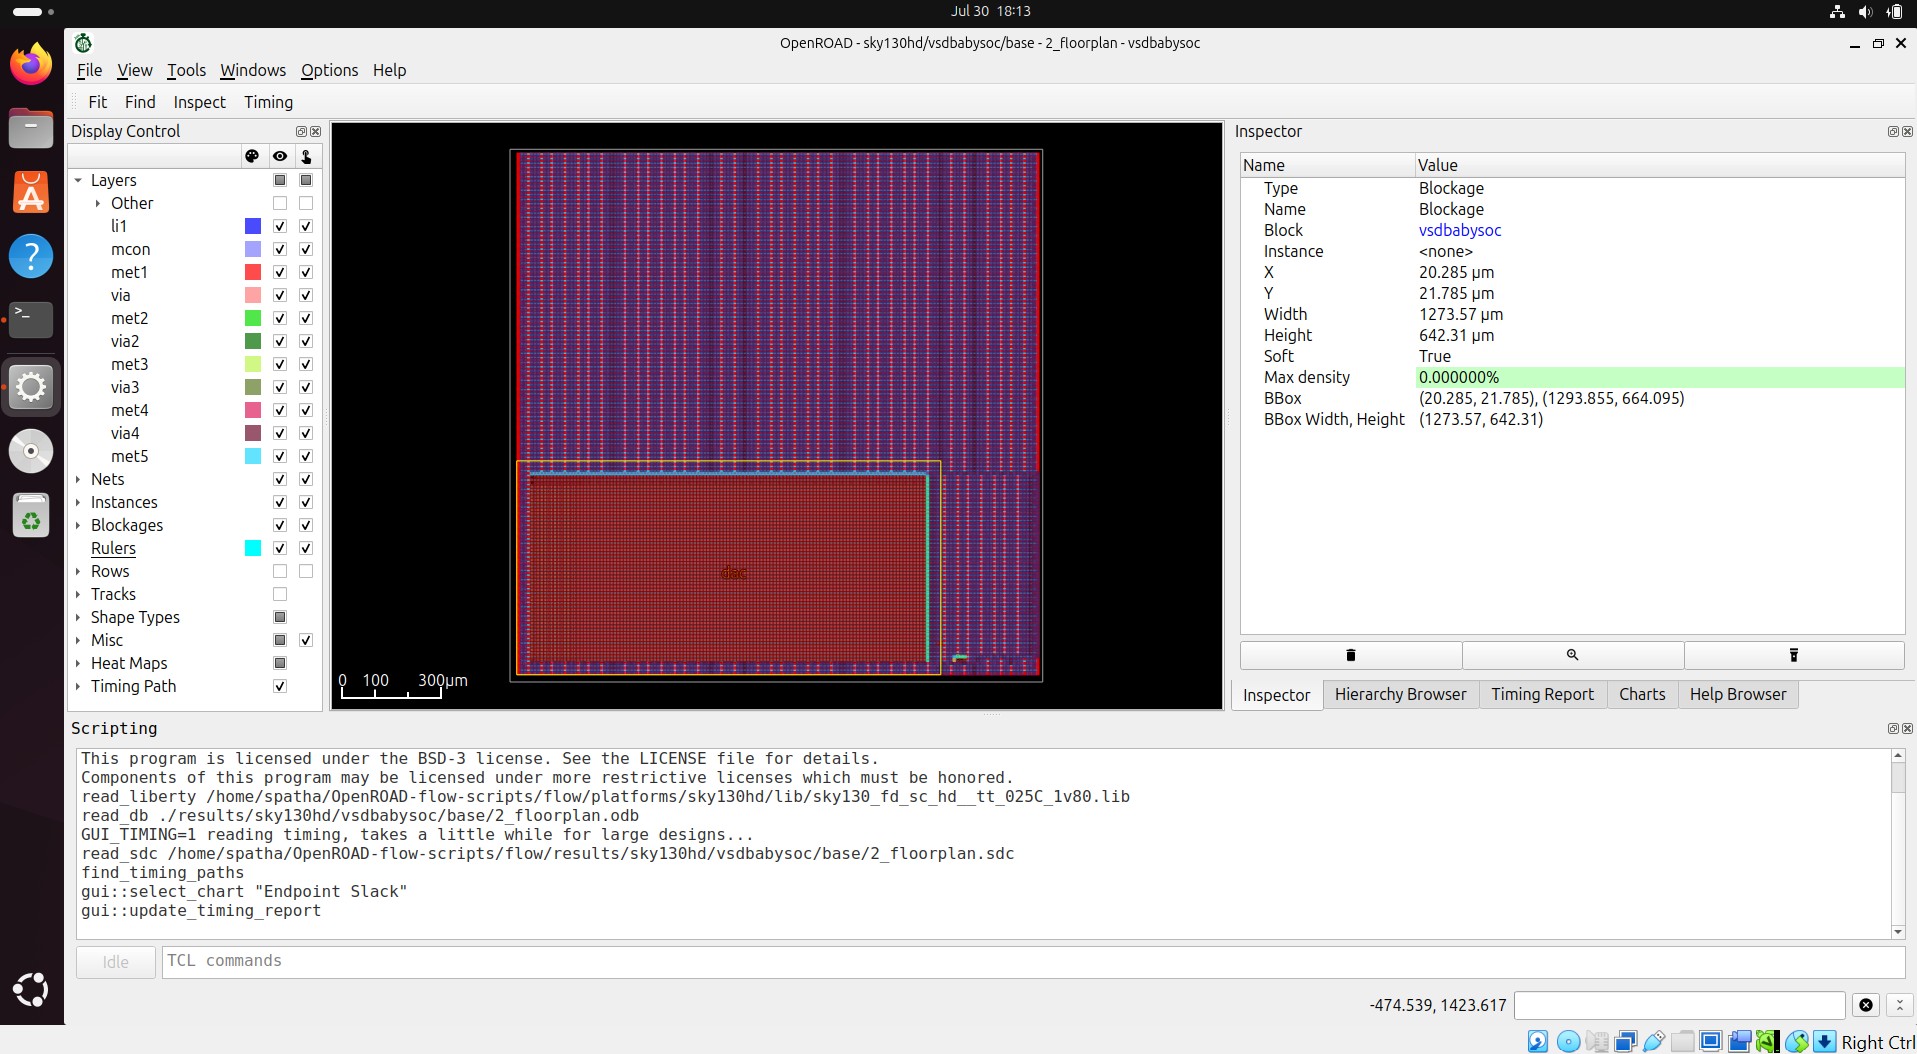 Jul 30 18:13
OpenROAD - sky130hd/vsdbabysoc/base - 2_floorplan - vsdbabysoc
File View Tools Windows Options Help
Fit Find Inspect Timing
Display Control
Layers
Other
li1
mcon
met1
via
met2
via2
met3
via3
met4
via4
met5
Nets
Instances
Blockages
Rulers
Rows
Tracks
Shape Types
Misc
Heat Maps
Timing Path
dac
0 100 300μm
Inspector
Name Value
Type Blockage
Name Blockage
Block vsdbabysoc
Instance <none>
X 20.285 μm
Y 21.785 μm
Width 1273.57 μm
Height 642.31 μm
Soft True
Max density 0.000000%
BBox (20.285, 21.785), (1293.855, 664.095)
BBox Width, Height (1273.57, 642.31)
Inspector Hierarchy Browser Timing Report Charts Help Browser
Scripting
This program is licensed under the BSD-3 license. See the LICENSE file for details.
Components of this program may be licensed under more restrictive licenses which must be honored.
read_liberty /home/spatha/OpenROAD-flow-scripts/flow/platforms/sky130hd/lib/sky130_fd_sc_hd__tt_025C_1v80.lib
read_db ./results/sky130hd/vsdbabysoc/base/2_floorplan.odb
GUI_TIMING=1 reading timing, takes a little while for large designs...
read_sdc /home/spatha/OpenROAD-flow-scripts/flow/results/sky130hd/vsdbabysoc/base/2_floorplan.sdc
find_timing_paths
gui::select_chart "Endpoint Slack"
gui::update_timing_report
Idle TCL commands
-474.539, 1423.617
Right Ctrl